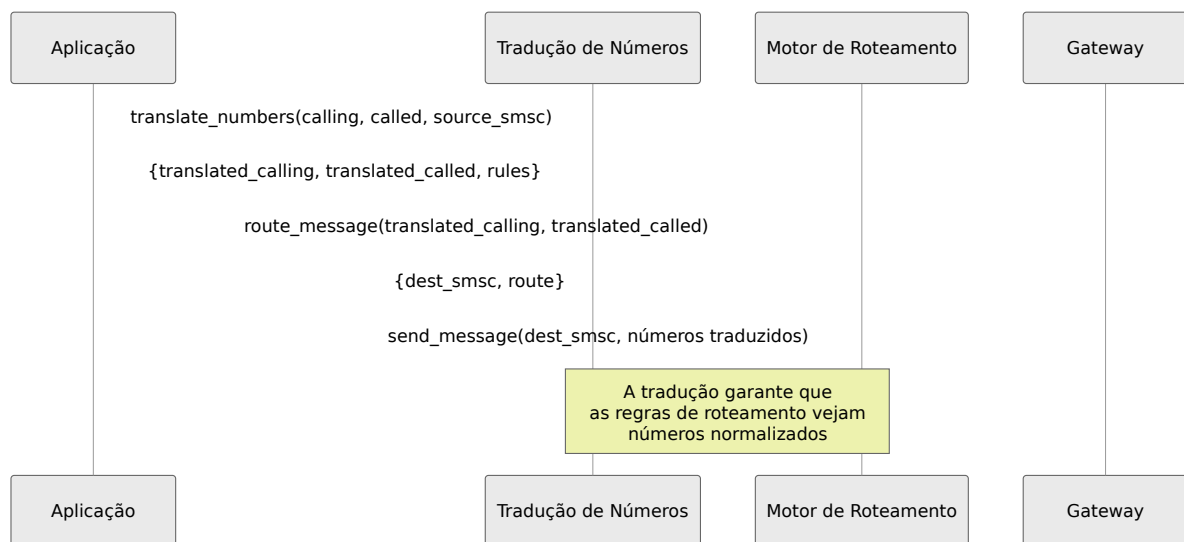 Aplicação
Tradução de Números
Motor de Roteamento
Gateway
translate_numbers(calling, called, source_smsc)
{translated_calling, translated_called, rules}
route_message(translated_calling, translated_called)
{dest_smsc, route}
send_message(dest_smsc, números traduzidos)
A tradução garante que
as regras de roteamento vejam
números normalizados
Aplicação
Tradução de Números
Motor de Roteamento
Gateway